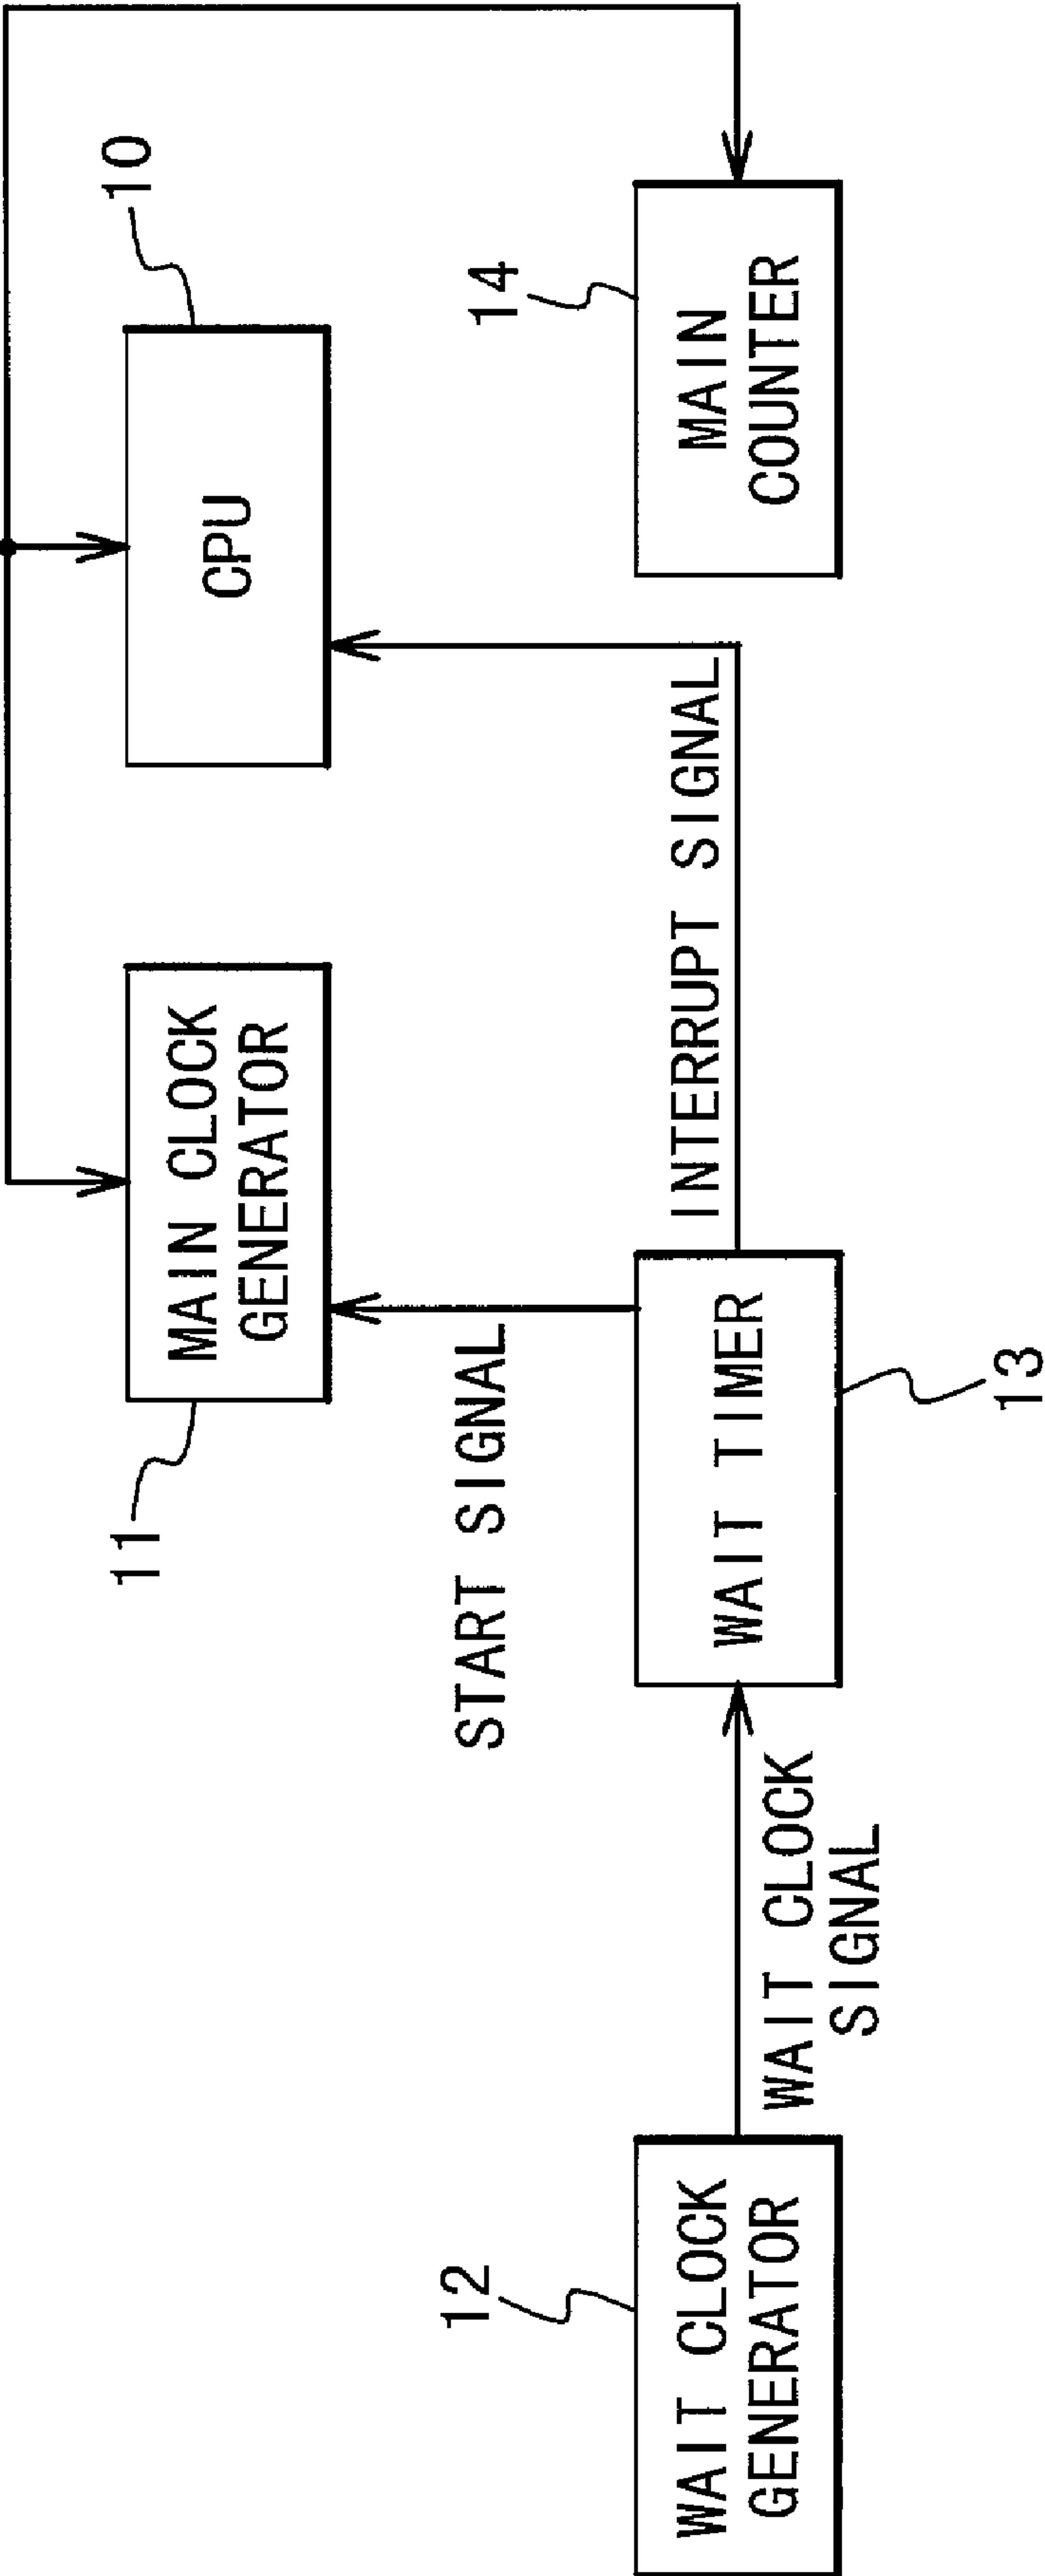 11
MAIN CLOCK
GENERATOR
CPU
10
START SIGNAL
12
WAIT CLOCK
GENERATOR
WAIT CLOCK
SIGNAL
WAIT TIMER
13
INTERRUPT SIGNAL
14
MAIN
COUNTER